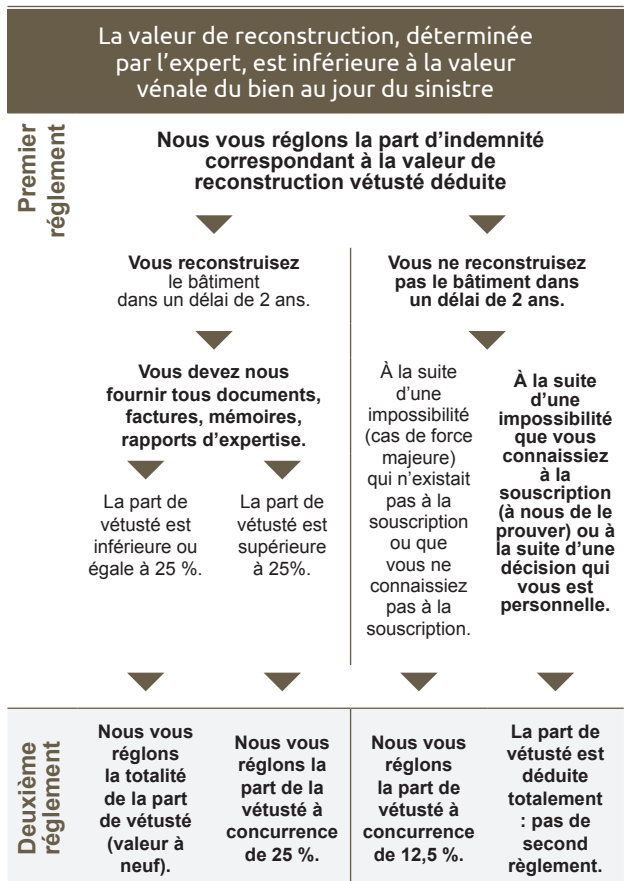 La valeur de reconstruction, déterminée
par l'expert, est inférieure à la valeur
vénale du bien au jour du sinistre
Premier
réglement
Nous vous réglons la part d'indemnité
correspondant à la valeur de
reconstruction vétusté déduite
Vous reconstruisez
le bâtiment
dans un délai de 2 ans.
Vous devez nous
fournir tous documents,
factures, mémoires,
rapports d'expertise.
La part de
vétusté est
inférieure ou
égale à 25 %.
La part de
vétusté est
supérieure
à 25%.
Vous ne reconstruisez
pas le bâtiment dans
un délai de 2 ans.
À la suite
d'une
impossibilité
(cas de force
majeure)
qui n'existait
pas à la
souscription
ou que
vous ne
connaissiez
pas à la
souscription.
À la suite
d'une
impossibilité
que vous
connaissiez
à la
souscription
(à nous de le
prouver) ou à
la suite d'une
décision qui
vous est
personnelle.
Deuxième
réglement
Nous vous
réglons
la totalité
de la part
de vétusté
(valeur à
neuf).
Nous vous
réglons la
part de la
vétusté à
concurrence
de 25 %.
Nous vous
réglons
la part de
vétusté à
concurrence
de 12,5 %.
La part de
vétusté est
déduite
totalement
: pas de
second
règlement.